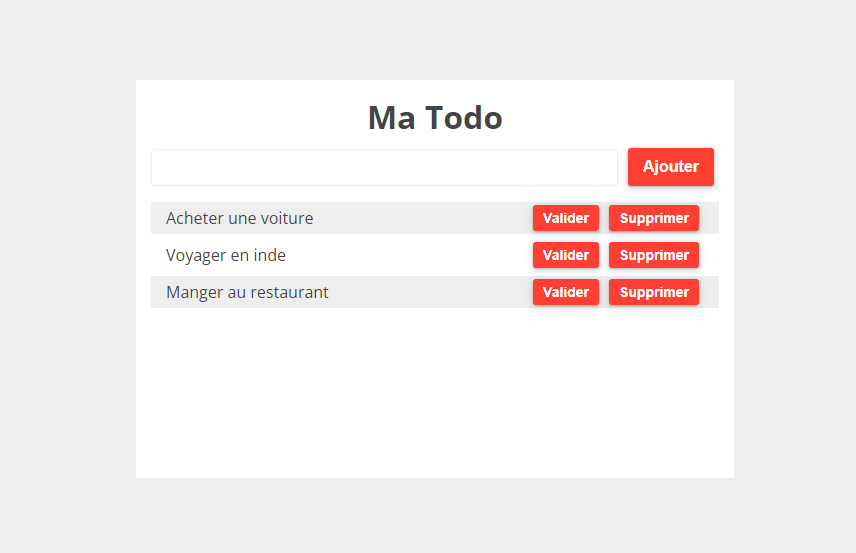 Ma Todo
Ajouter
Acheter une voiture Valider Supprimer
Voyager en inde Valider Supprimer
Manger au restaurant Valider Supprimer